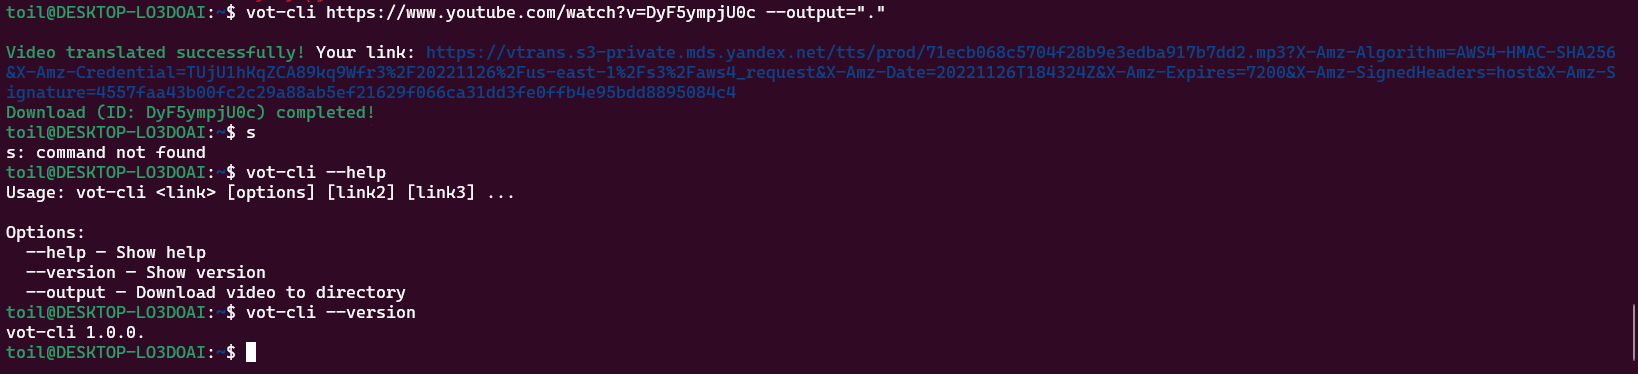 toil@DESKTOP-LO3DOAI:~$ vot-cli https://www.youtube.com/watch?v=DyF5ympjU0c --output="."
Video translated successfully! Your link: https://vtrans.s3-private.mds.yandex.net/tts/prod/71ecb068c5704f28b9e3edba917b7dd2.mp3?X-Amz-Algorithm=AWS4-HMAC-SHA256
&X-Amz-Credential=TUjU1hKqZCA89kq9Wfr3%2F20221126%2Fus-east-1%2Fs3%2Faws4_request&X-Amz-Date=20221126T184324Z&X-Amz-Expires=7200&X-Amz-SignedHeaders=host&X-Amz-S
ignature=4557faa43b00fc2c29a88ab5ef21629f066ca31dd3fe0ffb4e95bdd8895084c4
Download (ID: DyF5ympjU0c) completed!
toil@DESKTOP-LO3DOAI:~$ s
s: command not found
toil@DESKTOP-LO3DOAI:~$ vot-cli --help
Usage: vot-cli <link> [options] [link2] [link3] ...
Options:
--help — Show help
--version — Show version
--output — Download video to directory
toil@DESKTOP-LO3DOAI:~$ vot-cli --version
vot-cli 1.0.0.
toil@DESKTOP-LO3DOAI:~$